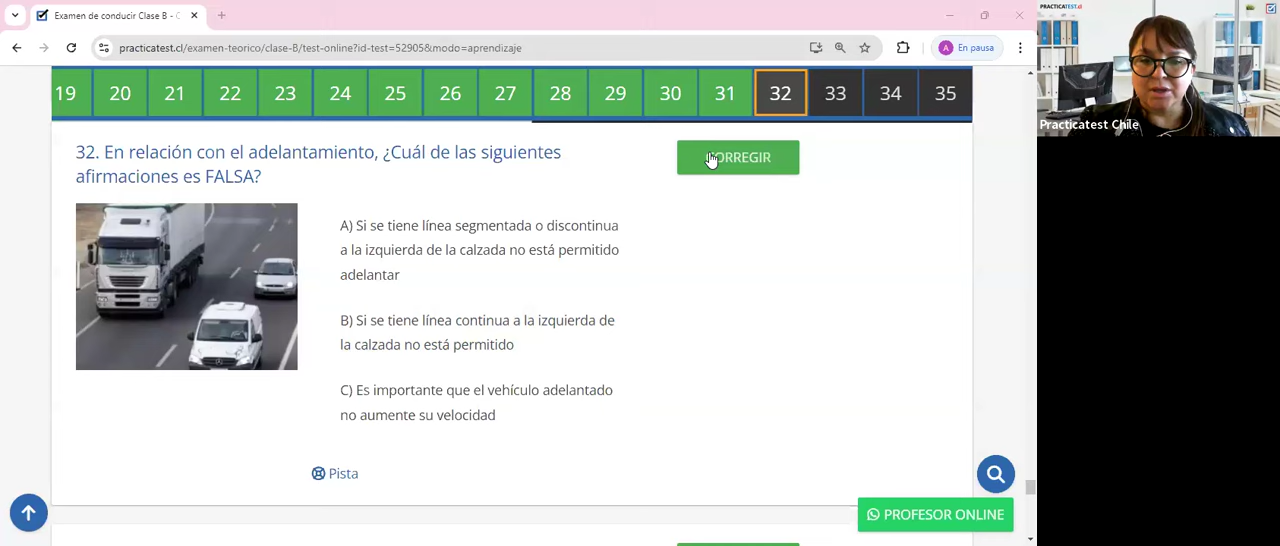 Examen de conducir Clase B - C
practicatest.cl/examen-teorico/clase-B/test-online?id-test=52905&modo=aprendizaje
A En pausa
PRACTICATEST.CL
Practicatest Chile
19 20 21 22 23 24 25 26 27 28 29 30 31 32 33 34 35
32. En relación con el adelantamiento, ¿Cuál de las siguientes
afirmaciones es FALSA?
CORREGIR
A) Si se tiene línea segmentada o discontinua
a la izquierda de la calzada no está permitido
adelantar
B) Si se tiene línea continua a la izquierda de
la calzada no está permitido
C) Es importante que el vehículo adelantado
no aumente su velocidad
Pista
PROFESOR ONLINE